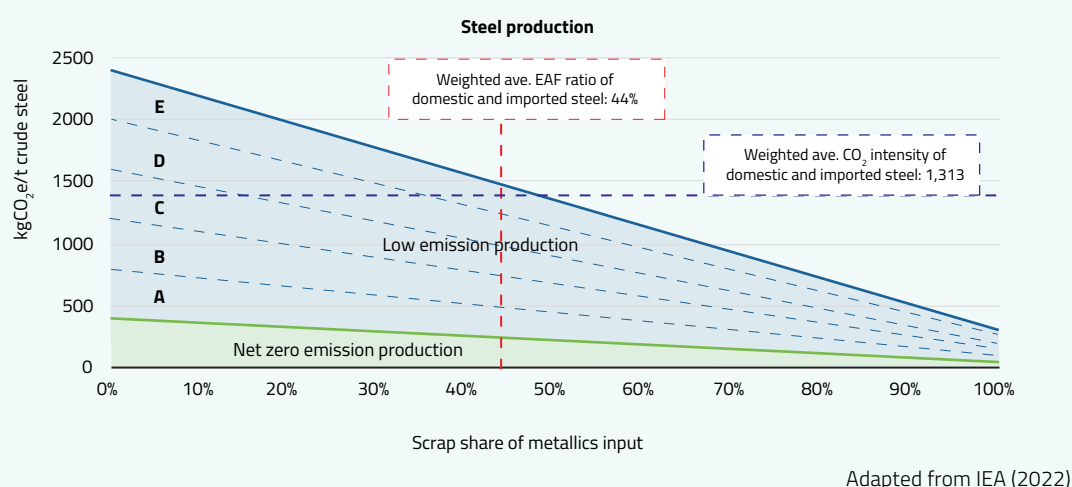 Steel production
kgCO₂e/t crude steel
2500
2000
1500
1000
500
0
Weighted ave. EAF ratio of
domestic and imported steel: 44%
Weighted ave. CO₂ intensity of
domestic and imported steel: 1,313
E
D
C
B
A
Low emission production
Net zero emission production
0% 10% 20% 30% 40% 50% 60% 70% 80% 90% 100%
Scrap share of metallics input
Adapted from IEA (2022)